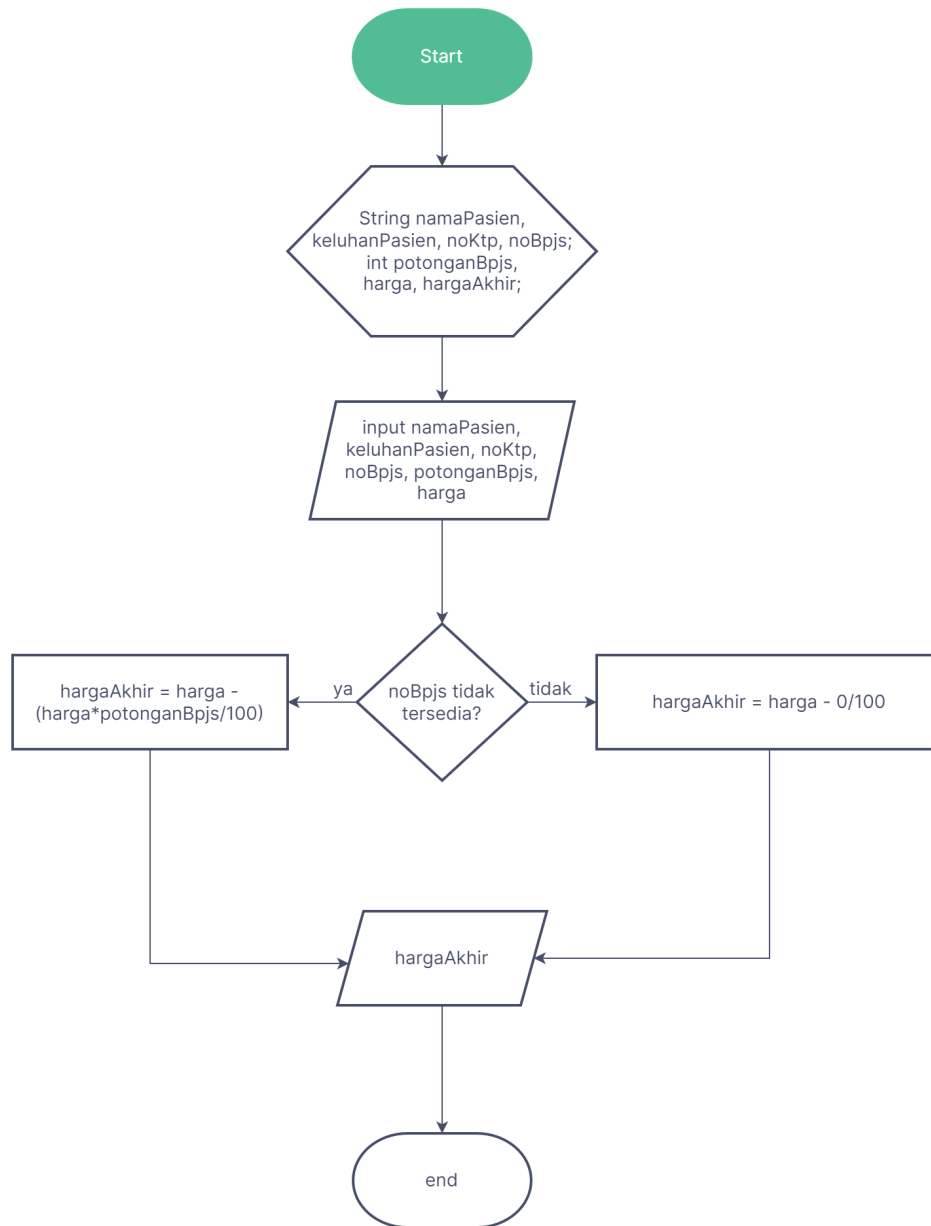 Start
String namaPasien,
keluhanPasien, noKtp, noBpjs;
int potonganBpjs,
harga, hargaAkhir;
input namaPasien,
keluhanPasien, noKtp,
noBpjs, potonganBpjs,
harga
hargaAkhir = harga -
(harga*potonganBpjs/100)
ya
noBpjs tidak
tersedia?
tidak
hargaAkhir = harga - 0/100
hargaAkhir
end